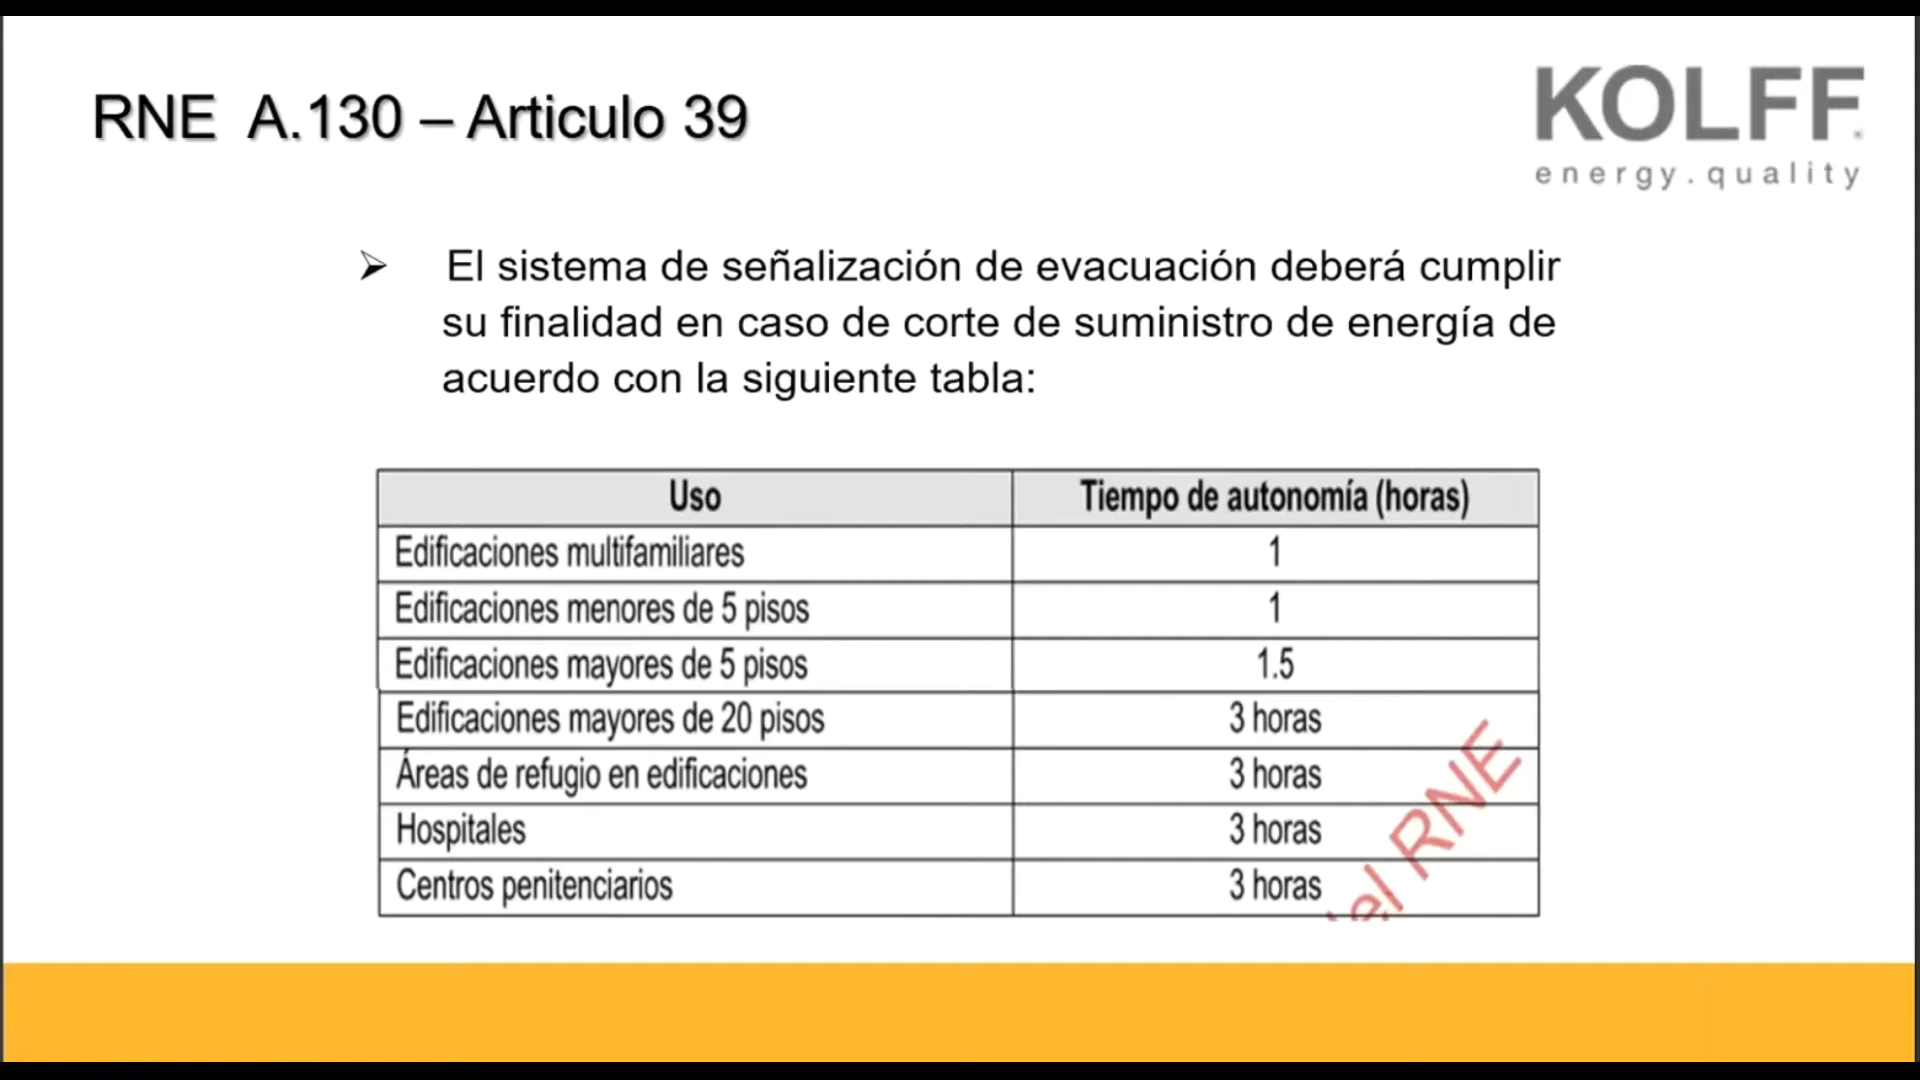 RNE A.130 – Articulo 39
KOLFF
energy.quality
➢ El sistema de señalización de evacuación deberá cumplir
su finalidad en caso de corte de suministro de energía de
acuerdo con la siguiente tabla:
Uso Tiempo de autonomía (horas)
Edificaciones multifamiliares 1
Edificaciones menores de 5 pisos 1
Edificaciones mayores de 5 pisos 1.5
Edificaciones mayores de 20 pisos 3 horas
Áreas de refugio en edificaciones 3 horas
Hospitales 3 horas
Centros penitenciarios 3 horas
el RNE